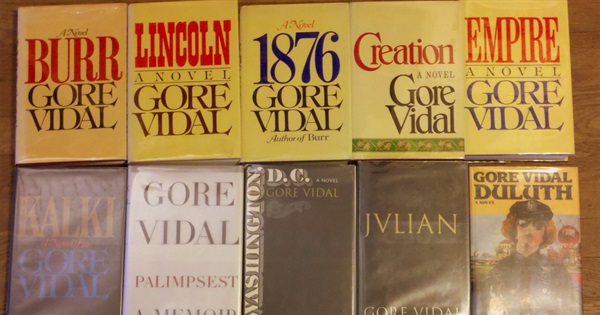 A Novel
BURR
GORE
VIDAL
LINCOLN
A NOVEL
GORE
VIDAL
A Novel
1876
GORE
VIDAL
Author of Burr
Creation
A NOVEL
Gore
Vidal
EMPIRE
A NOVEL
GORE
VIDAL
KALKI
A Novel by
GORE
VIDAL
GORE
VIDAL
PALIMPSEST
A MEMOIR
WASHINGTON
D.C. A NOVEL
GORE VIDAL
JVLIAN
GORE VIDAL
GORE VIDAL
DULUTH
A NOVEL